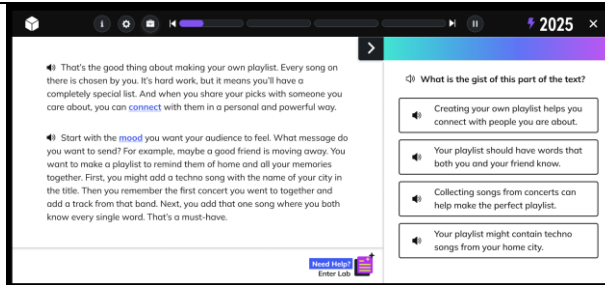 i
2025
That's the good thing about making your own playlist. Every song on
there is chosen by you. It's hard work, but it means you'll have a
completely special list. And when you share your picks with someone you
care about, you can connect with them in a personal and powerful way.
Start with the mood you want your audience to feel. What message do
you want to send? For example, maybe a good friend is moving away. You
want to make a playlist to remind them of home and all your memories
together. First, you might add a techno song with the name of your city in
the title. Then you remember the first concert you went to together and
add a track from that band. Next, you add that one song where you both
know every single word. That's a must-have.
Need Help?
Enter Lab
What is the gist of this part of the text?
Creating your own playlist helps you
connect with people you are about.
Your playlist should have words that
both you and your friend know.
Collecting songs from concerts can
help make the perfect playlist.
Your playlist might contain techno
songs from your home city.